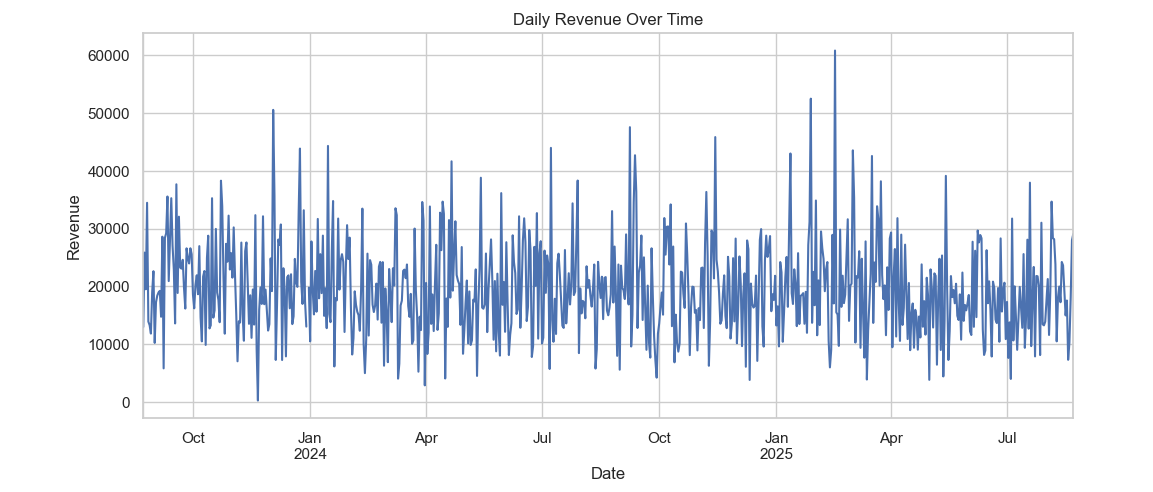 Daily Revenue Over Time
60000
50000
40000
30000
20000
10000
0
Revenue
Oct Jan Apr Jul Oct Jan Apr Jul
2024 2025
Date